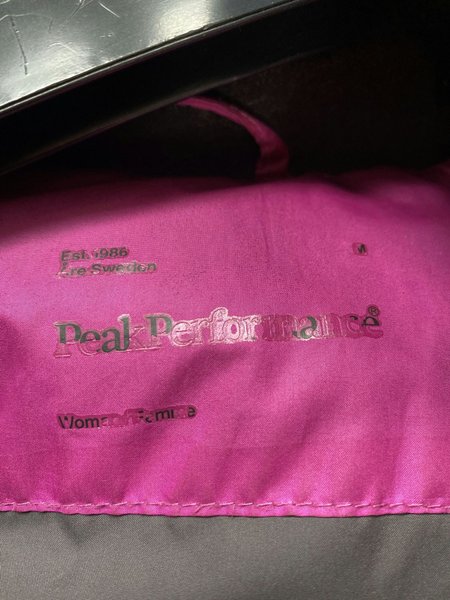 Est. 1986
Åre Sweden
M
Peak Performance®
Woman/Femme